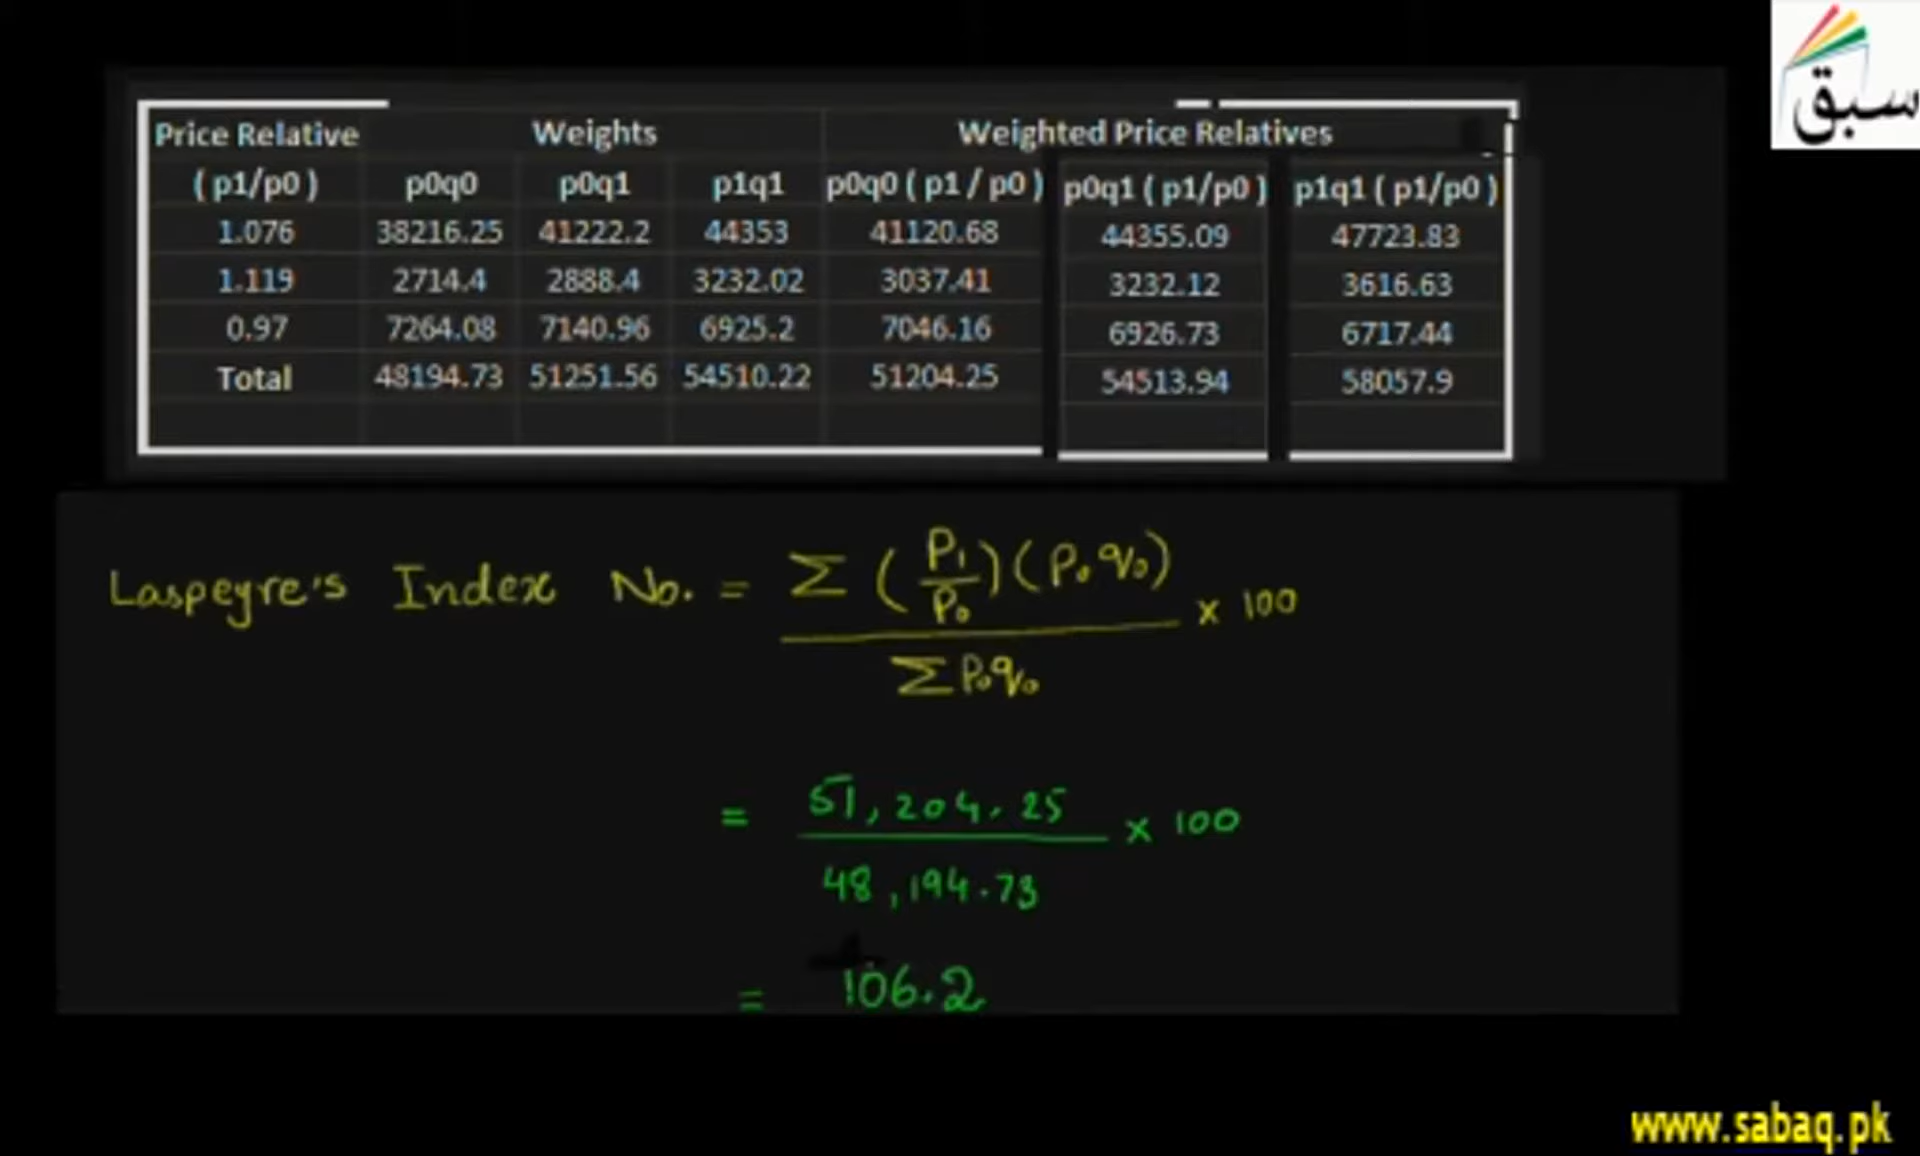 سبق
Price Relative Weights Weighted Price Relatives
( p1/p0 ) p0q0 p0q1 p1q1 p0q0 ( p1 / p0 ) p0q1 ( p1/p0 ) p1q1 ( p1/p0 )
1.076 38216.25 41222.2 44353 41120.68 44355.09 47723.83
1.119 2714.4 2888.4 3232.02 3037.41 3232.12 3616.63
0.97 7264.08 7140.96 6925.2 7046.16 6926.73 6717.44
Total 48194.73 51251.56 54510.22 51204.25 54513.94 58057.9
Laspeyre's Index No. = Σ (P₁/P₀)(P₀q₀) / ΣP₀q₀ × 100
= 51,204.25 / 48,194.73 × 100
= 106.2
www.sabaq.pk